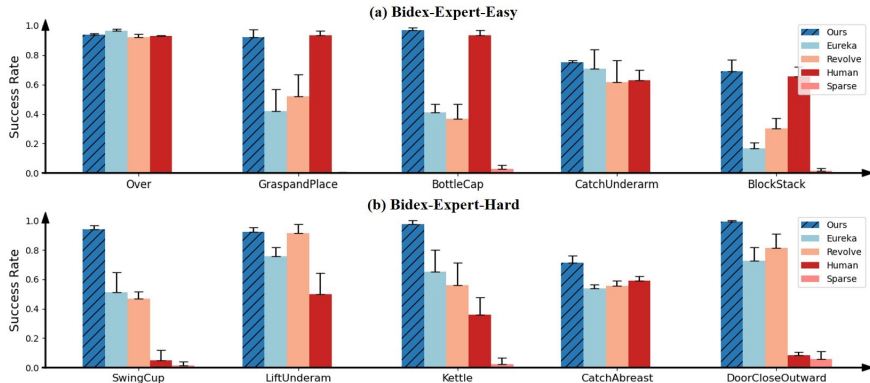 (a) Bidex-Expert-Easy
Success Rate
1.0
0.8
0.6
0.4
0.2
0.0
Ours
Eureka
Revolve
Human
Sparse
Over GraspandPlace BottleCap CatchUnderarm BlockStack
(b) Bidex-Expert-Hard
Success Rate
1.0
0.8
0.6
0.4
0.2
0.0
Ours
Eureka
Revolve
Human
Sparse
SwingCup LiftUnderam Kettle CatchAbreast DoorCloseOutward